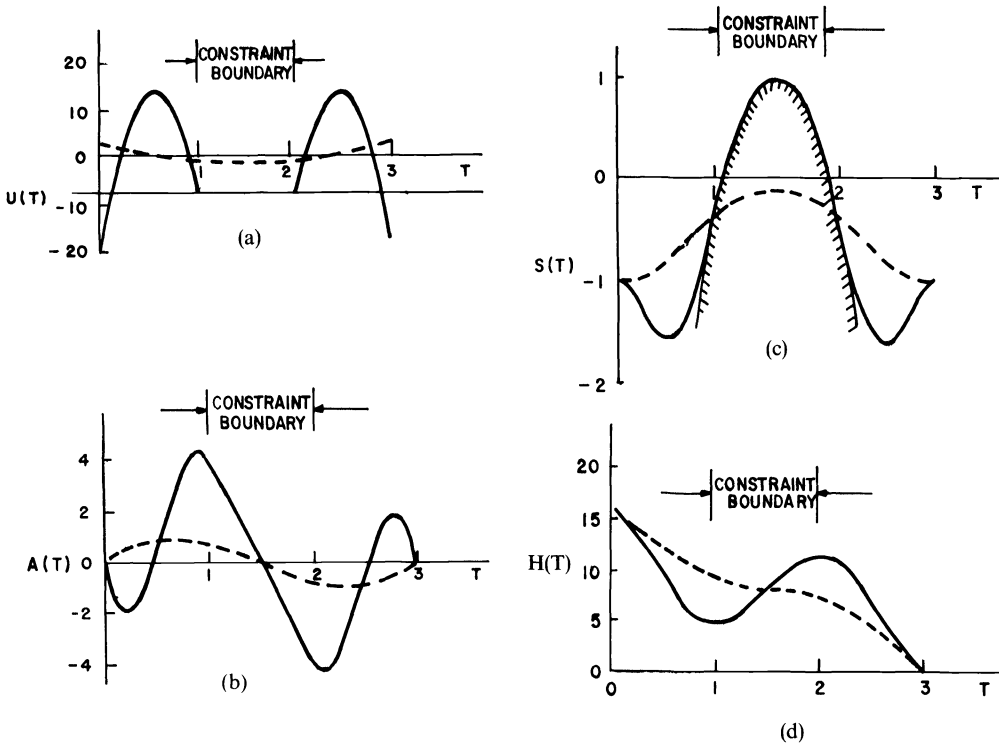 CONSTRAINT
BOUNDARY
20
10
0
1
2
3
T
U(T)
-10
-20
(a)
CONSTRAINT
BOUNDARY
4
2
A(T) 0
1
2
3
T
-2
-4
(b)
CONSTRAINT
BOUNDARY
1
0
1
2
3
T
S(T)
-1
-2
(c)
CONSTRAINT
BOUNDARY
20
15
H(T) 10
5
0
0
1
2
3
T
(d)